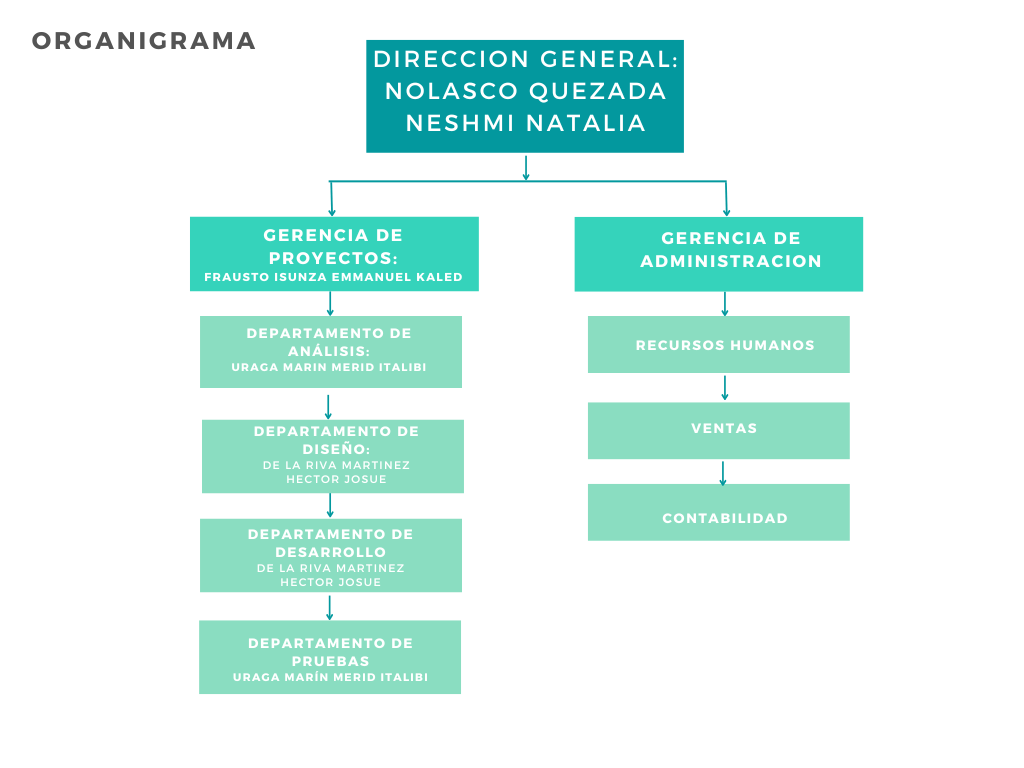 ORGANIGRAMA
DIRECCION GENERAL:
NOLASCO QUEZADA
NESHMI NATALIA
GERENCIA DE
PROYECTOS:
FRAUSTO ISUNZA EMMANUEL KALED
DEPARTAMENTO DE
ANÁLISIS:
URAGA MARIN MERID ITALIBI
DEPARTAMENTO DE
DISEÑO:
DE LA RIVA MARTINEZ
HECTOR JOSUE
DEPARTAMENTO DE
DESARROLLO
DE LA RIVA MARTINEZ
HECTOR JOSUE
DEPARTAMENTO DE
PRUEBAS
URAGA MARÍN MERID ITALIBI
GERENCIA DE
ADMINISTRACION
RECURSOS HUMANOS
VENTAS
CONTABILIDAD